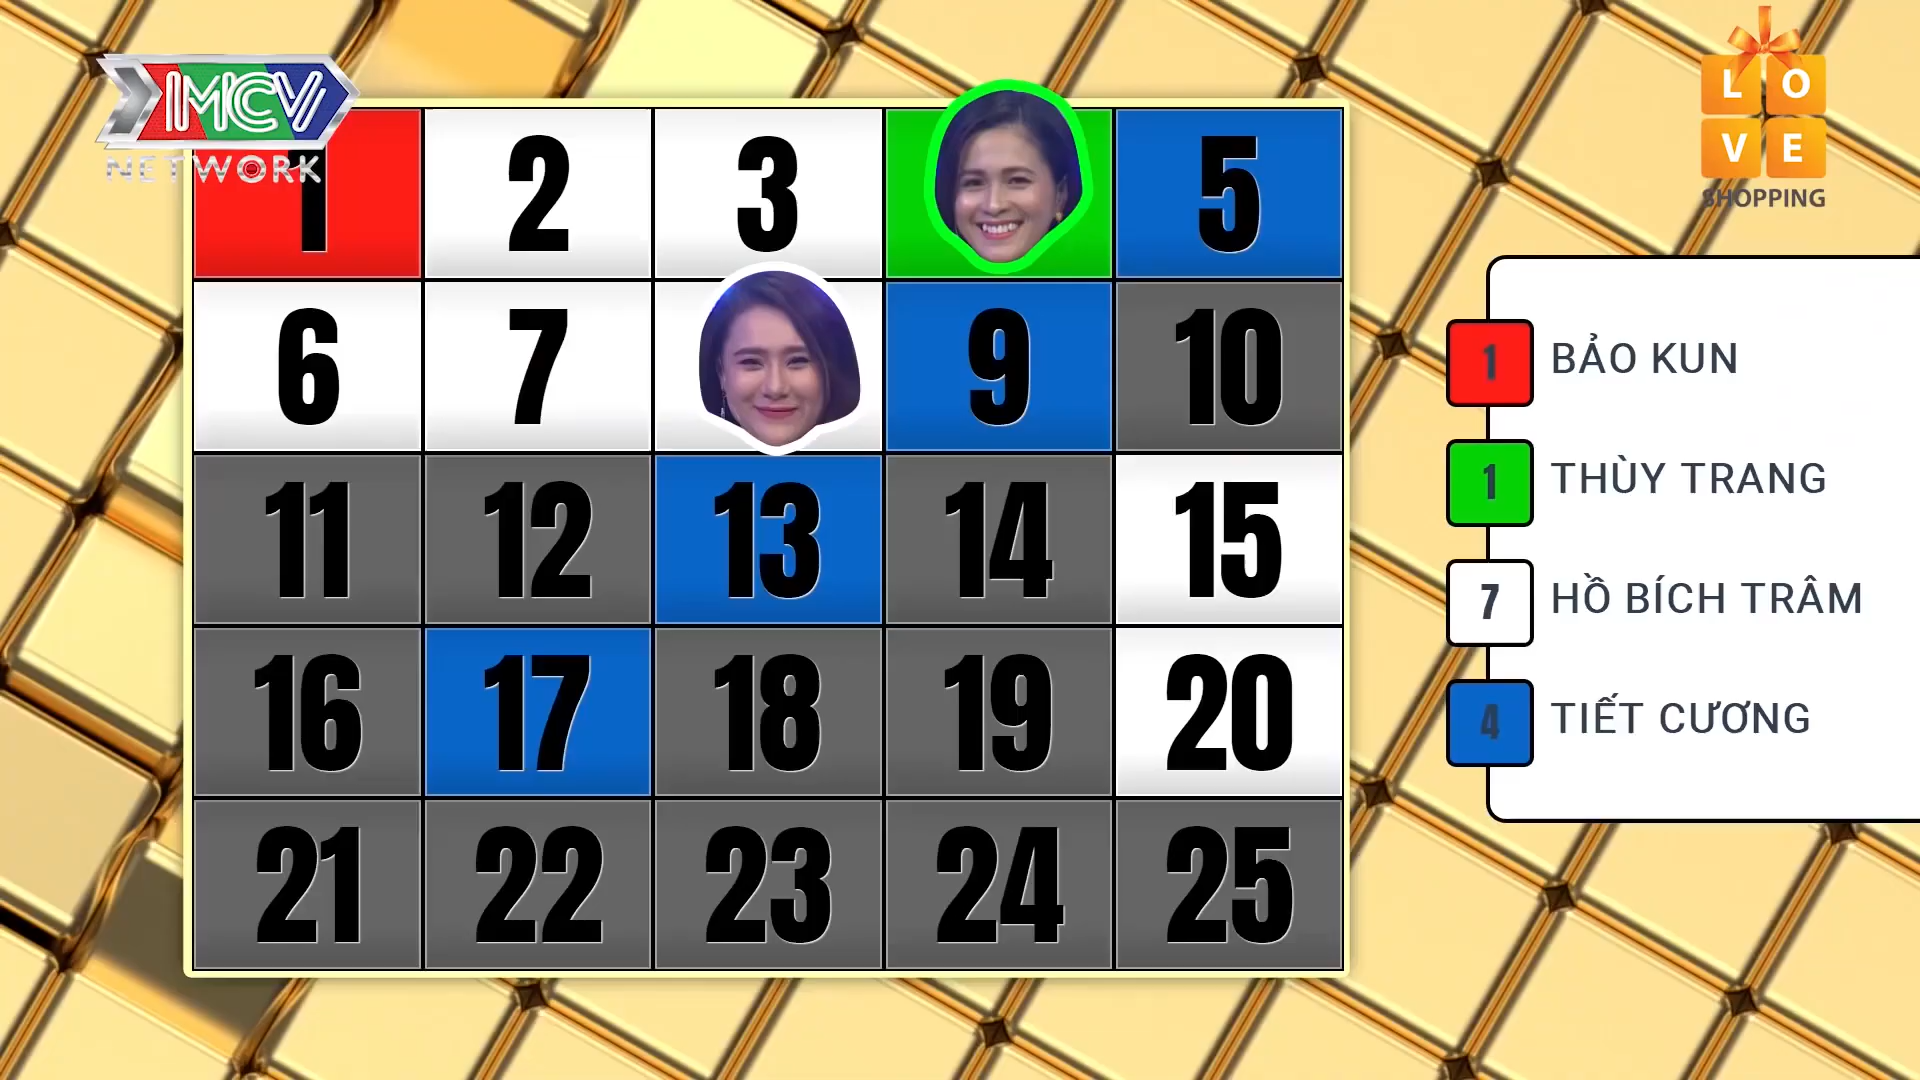 MCV
NETWORK
L O
V E
SHOPPING
1 2 3 5
6 7 9 10
11 12 13 14 15
16 17 18 19 20
21 22 23 24 25
1 BẢO KUN
1 THÙY TRANG
7 HỒ BÍCH TRÂM
4 TIẾT CƯƠNG